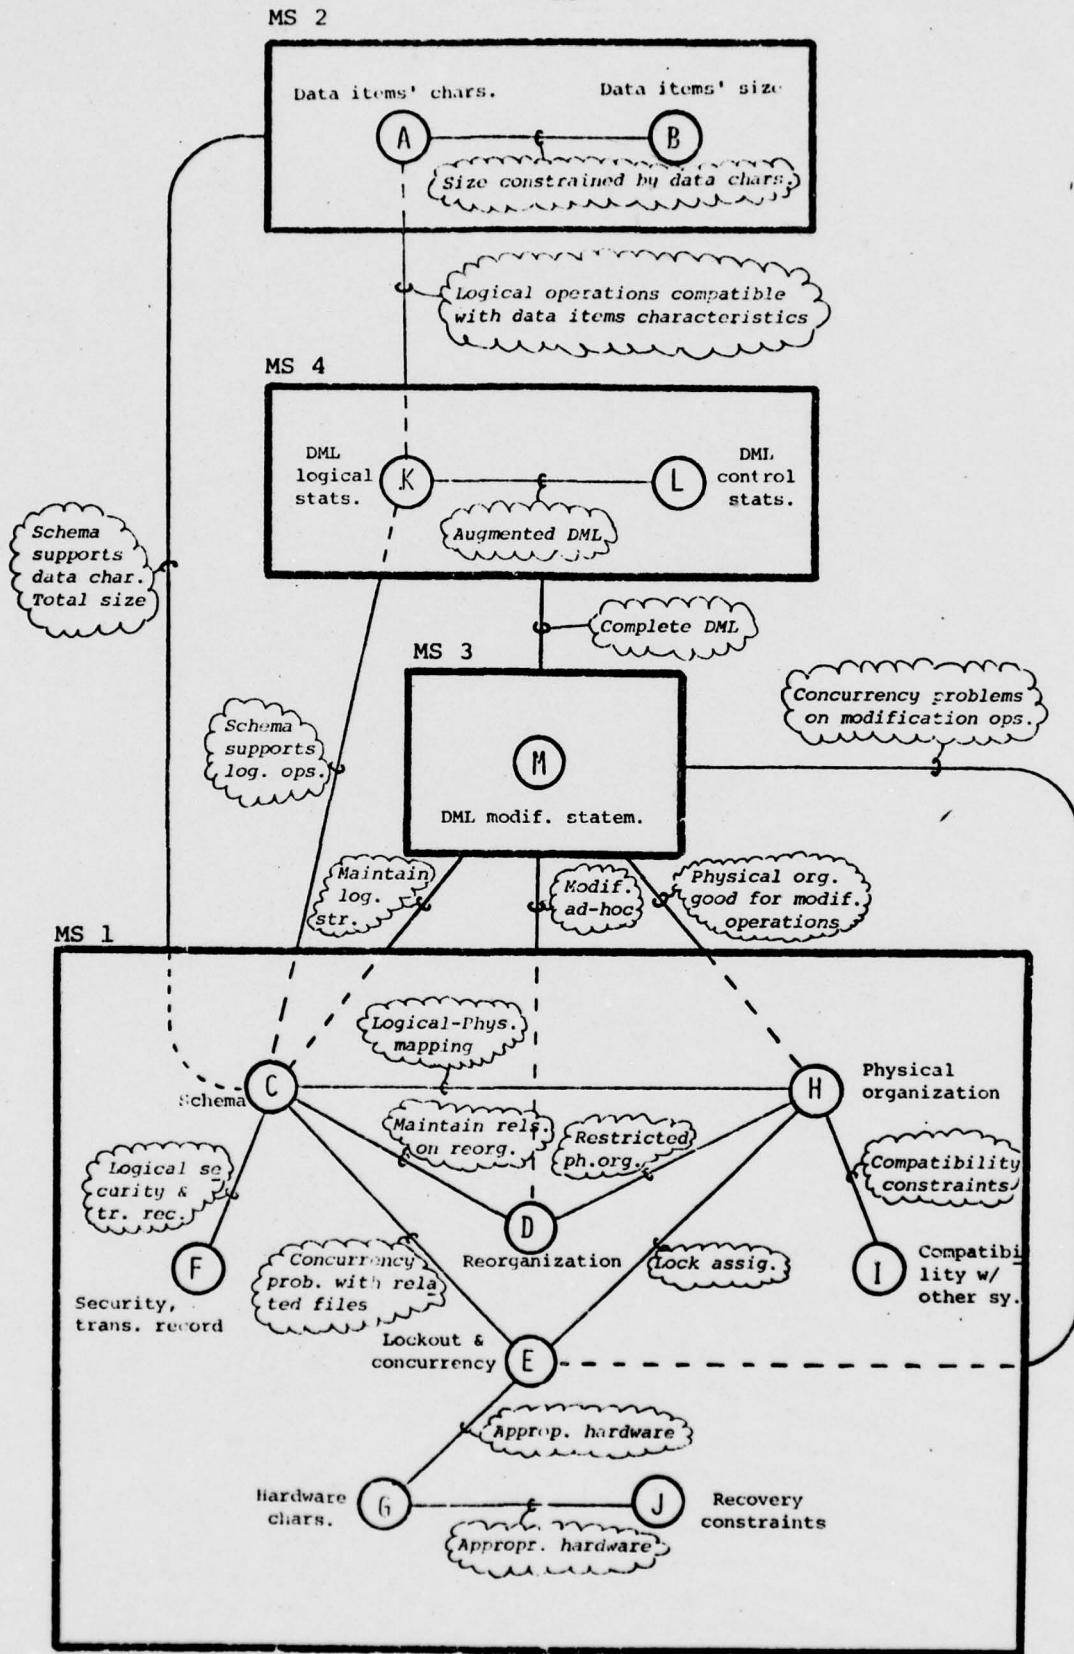 MS 2
Data items' chars.
Data items' size
A
B
Size constrained by data chars.
Logical operations compatible
with data items characteristics
MS 4
DML
logical
stats.
K
L
DML
control
stats.
Augmented DML
Schema
supports
data char.
Total size
Complete DML
MS 3
Concurrency problems
on modification ops.
Schema
supports
log. ops.
M
DML modif. statem.
Maintain
log.
str.
Modif.
ad-hoc
Physical org.
good for modif.
operations
MS 1
Logical-Phys.
mapping
C
Schema
H
Physical
organization
Maintain rels.
on reorg.
Restricted
ph.org.
Logical se
curity &
tr. rec.
Compatibility
constraints
D
Reorganization
F
Security,
trans. record
Concurrency
prob. with rela
ted files
Lock assig.
I
Compatibi
lity w/
other sy.
Lockout &
concurrency
E
Approp. hardware
Hardware
chars.
G
J
Recovery
constraints
Appropr. hardware